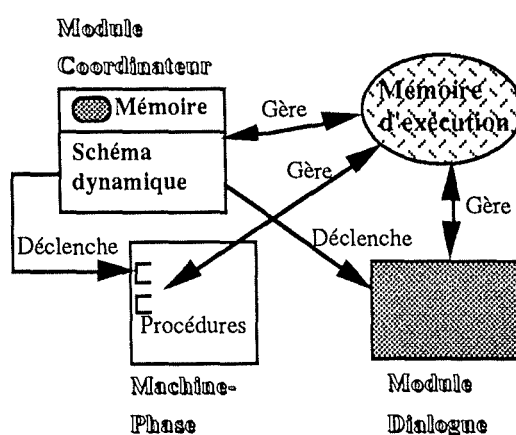 Module
Coordinateur
Mémoire
Schéma
dynamique
Gère
Mémoire
d'exécution
Gère
Gère
Déclenche
Déclenche
Procédures
Machine-
Phase
Module
Dialogue